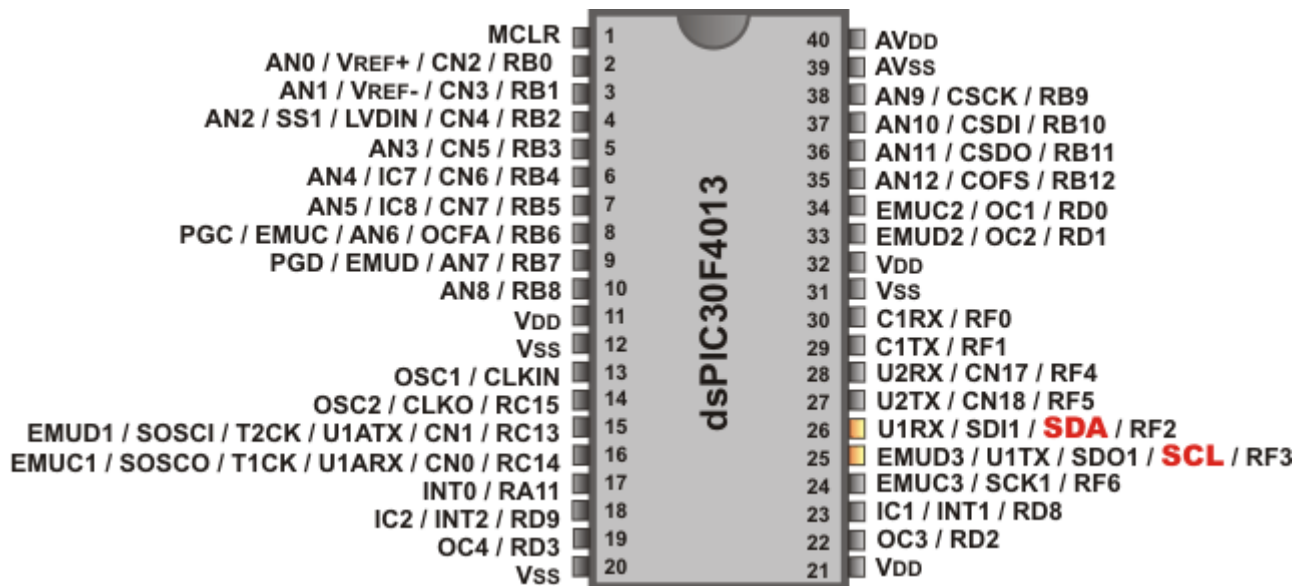 MCLR 1
AN0 / VREF+ / CN2 / RB0 2
AN1 / VREF- / CN3 / RB1 3
AN2 / SS1 / LVDIN / CN4 / RB2 4
AN3 / CN5 / RB3 5
AN4 / IC7 / CN6 / RB4 6
AN5 / IC8 / CN7 / RB5 7
PGC / EMUC / AN6 / OCFA / RB6 8
PGD / EMUD / AN7 / RB7 9
AN8 / RB8 10
VDD 11
VSS 12
OSC1 / CLKIN 13
OSC2 / CLKO / RC15 14
EMUD1 / SOSCI / T2CK / U1ATX / CN1 / RC13 15
EMUC1 / SOSCO / T1CK / U1ARX / CN0 / RC14 16
INT0 / RA11 17
IC2 / INT2 / RD9 18
OC4 / RD3 19
VSS 20
dsPIC30F4013
40 AVDD
39 AVSS
38 AN9 / CSCK / RB9
37 AN10 / CSDI / RB10
36 AN11 / CSDO / RB11
35 AN12 / COFS / RB12
34 EMUC2 / OC1 / RD0
33 EMUD2 / OC2 / RD1
32 VDD
31 VSS
30 C1RX / RF0
29 C1TX / RF1
28 U2RX / CN17 / RF4
27 U2TX / CN18 / RF5
26 U1RX / SDI1 / SDA / RF2
25 EMUD3 / U1TX / SDO1 / SCL / RF3
24 EMUC3 / SCK1 / RF6
23 IC1 / INT1 / RD8
22 OC3 / RD2
21 VDD